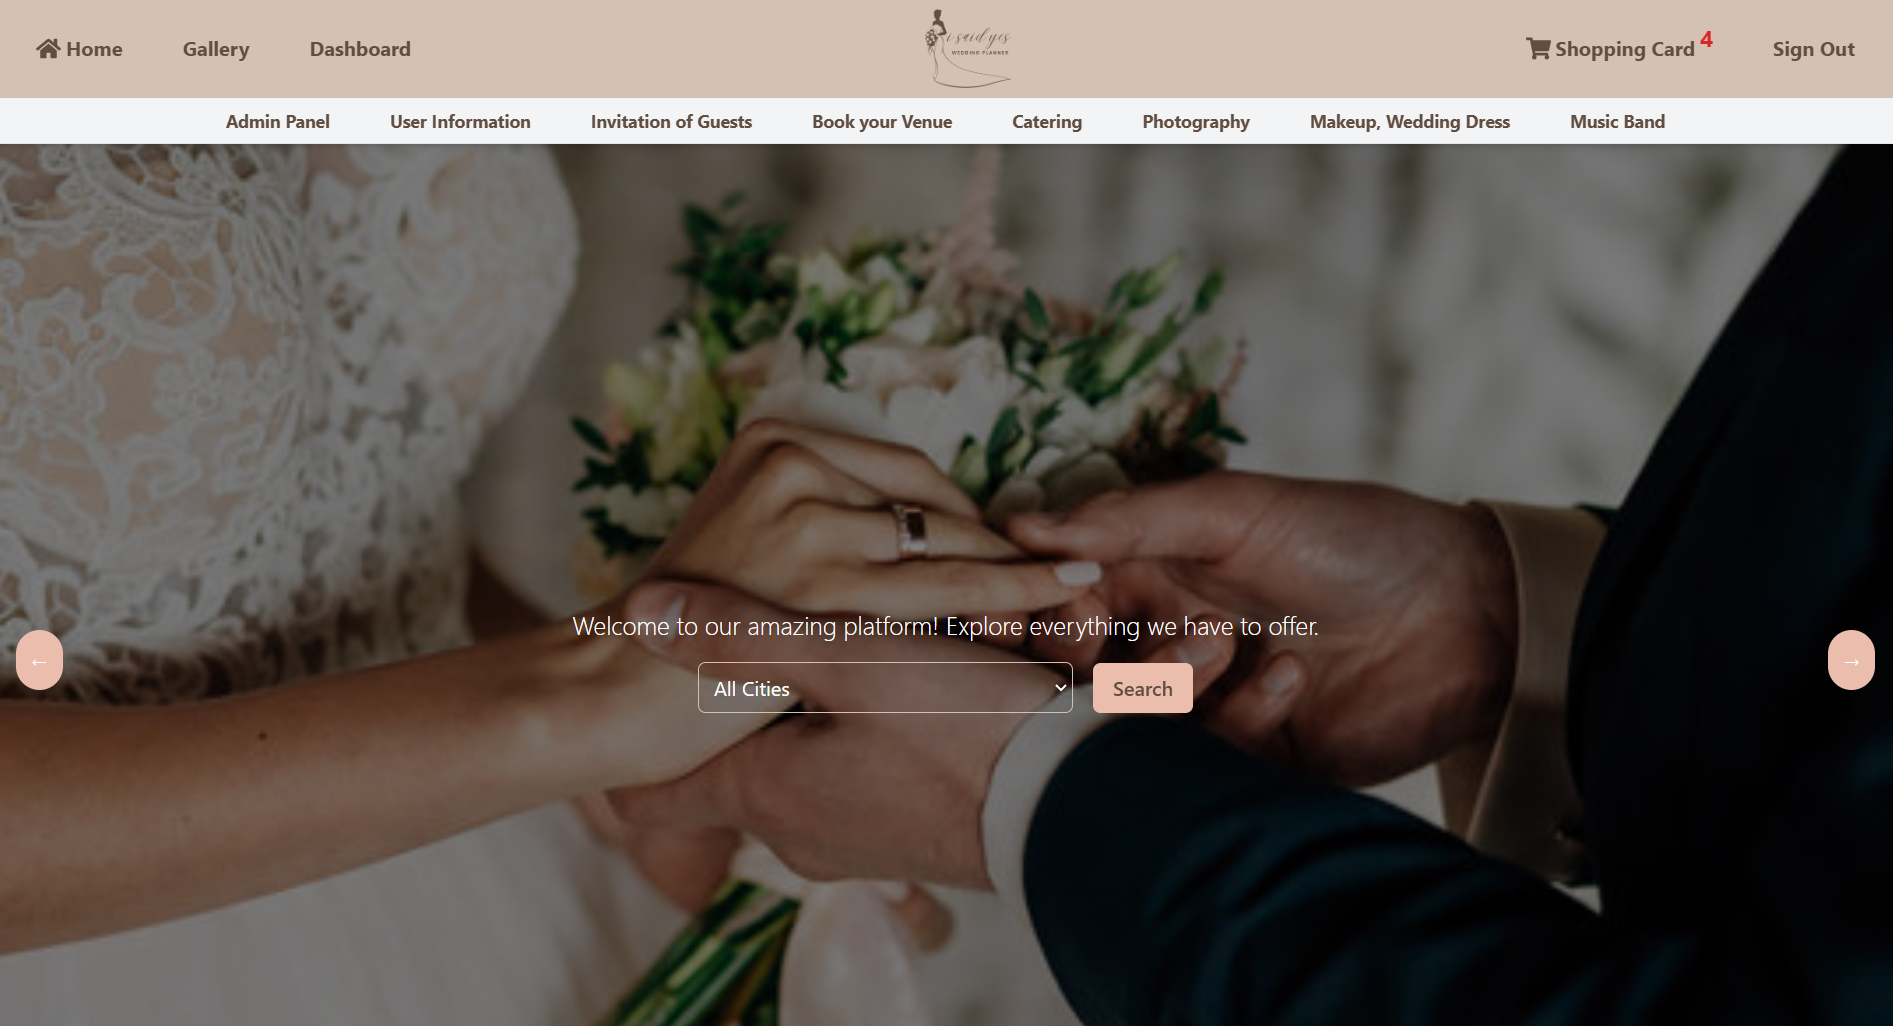 Home Gallery Dashboard
i said yes
WEDDING PLANNER
Shopping Card 4 Sign Out
Admin Panel User Information Invitation of Guests Book your Venue Catering Photography Makeup, Wedding Dress Music Band
Welcome to our amazing platform! Explore everything we have to offer.
← →
All Cities Search